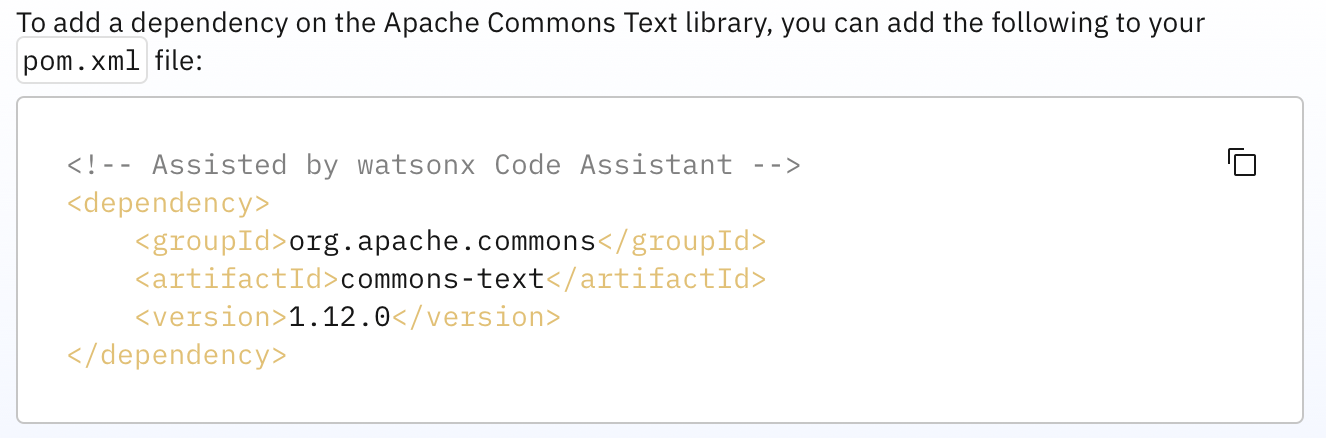 To add a dependency on the Apache Commons Text library, you can add the following to your
pom.xml file:
<!-- Assisted by watsonx Code Assistant -->
<dependency>
    <groupId>org.apache.commons</groupId>
    <artifactId>commons-text</artifactId>
    <version>1.12.0</version>
</dependency>